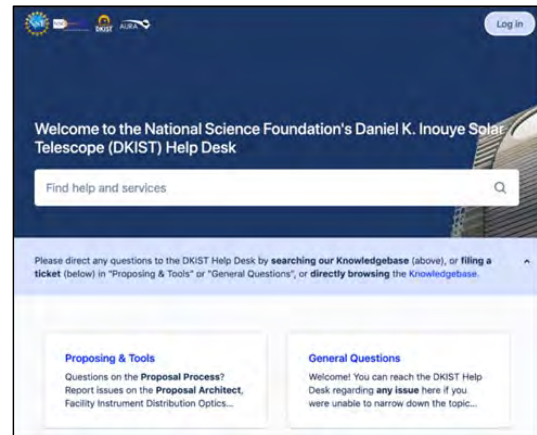 DKIST
AURA
Log in
Welcome to the National Science Foundation's Daniel K. Inouye Solar
Telescope (DKIST) Help Desk
Find help and services
Please direct any questions to the DKIST Help Desk by searching our Knowledgebase (above), or filing a
ticket (below) in "Proposing & Tools" or "General Questions", or directly browsing the Knowledgebase.
Proposing & Tools
Questions on the Proposal Process?
Report issues on the Proposal Architect,
Facility Instrument Distribution Optics...
General Questions
Welcome! You can reach the DKIST Help
Desk regarding any issue here if you
were unable to narrow down the topic...